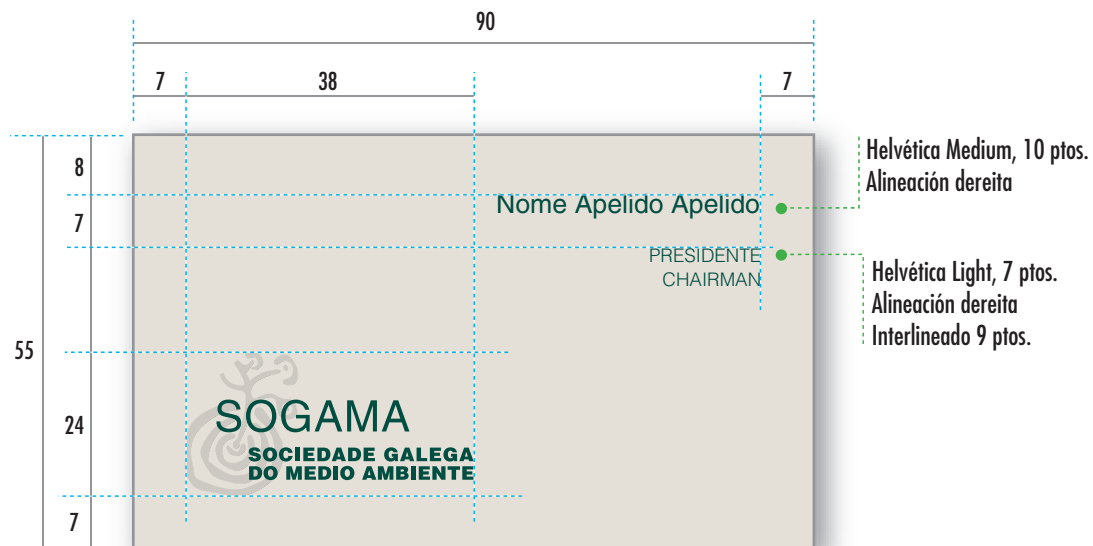 90
7
38
7
8
7
55
24
7
Nome Apelido Apelido
PRESIDENTE
CHAIRMAN
Helvética Medium, 10 ptos.
Alineación dereita
Helvética Light, 7 ptos.
Alineación dereita
Interlineado 9 ptos.
SOGAMA
SOCIEDADE GALEGA
DO MEDIO AMBIENTE